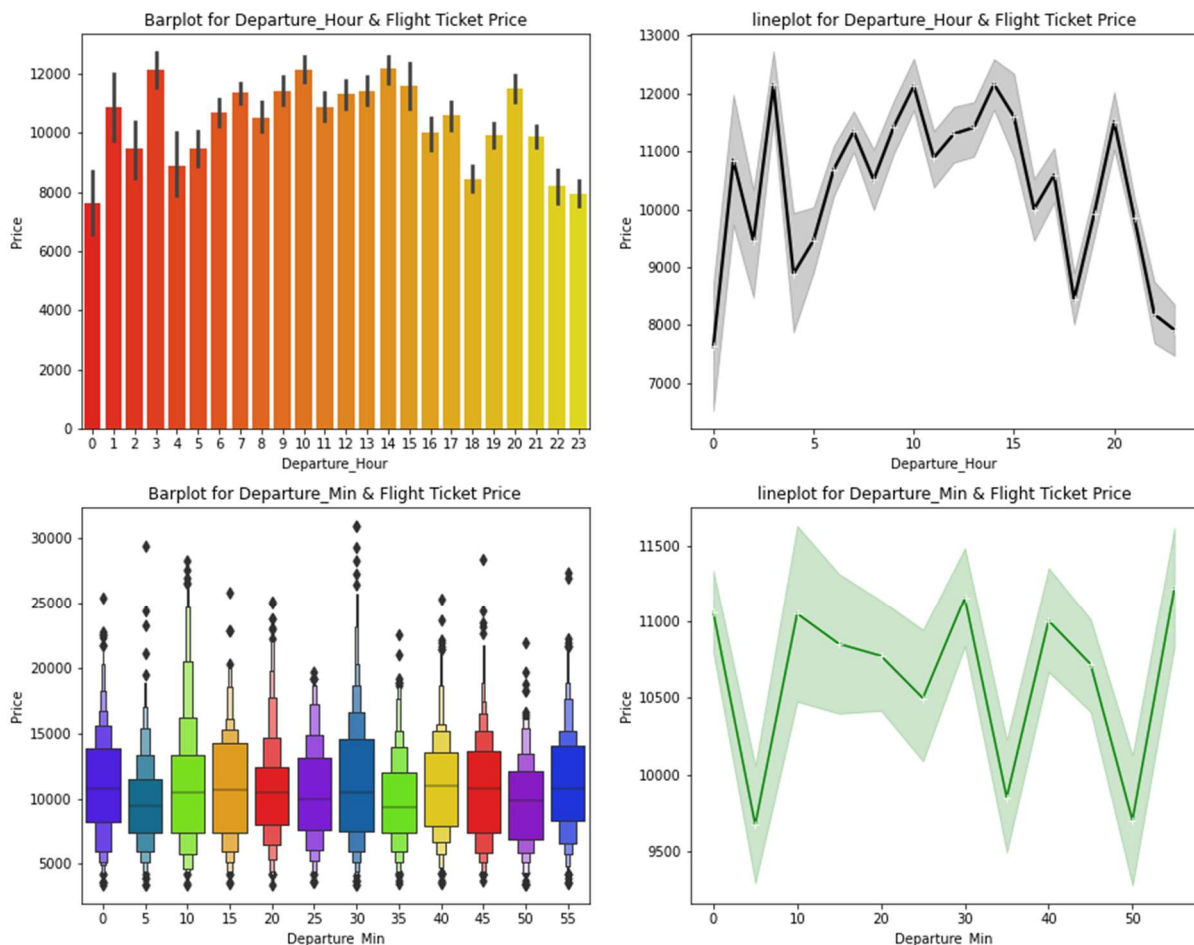 Barplot for Departure_Hour & Flight Ticket Price
Price
12000
10000
8000
6000
4000
2000
0
0 1 2 3 4 5 6 7 8 9 10 11 12 13 14 15 16 17 18 19 20 21 22 23
Departure_Hour
lineplot for Departure_Hour & Flight Ticket Price
Price
13000
12000
11000
10000
9000
8000
7000
0 5 10 15 20
Departure_Hour
Barplot for Departure_Min & Flight Ticket Price
Price
30000
25000
20000
15000
10000
5000
0 5 10 15 20 25 30 35 40 45 50 55
Departure_Min
lineplot for Departure_Min & Flight Ticket Price
Price
11500
11000
10500
10000
9500
0 10 20 30 40 50
Departure_Min